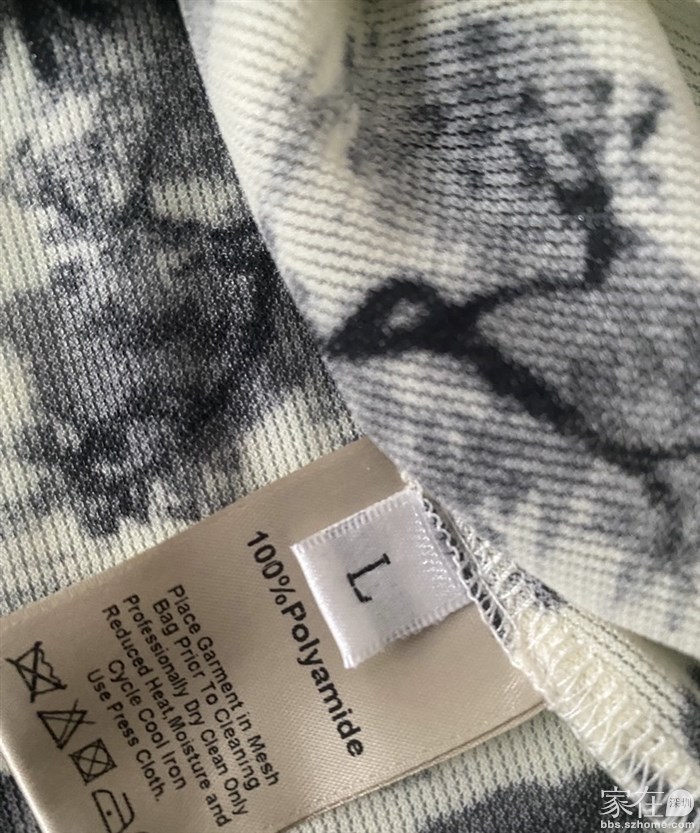 L
100%Polyamide
Place Garment in Mesh
Bag Prior To Cleaning
Professionally Dry Clean Only
Reduced Heat,Moisture and
Cycle Cool Iron
Use Press Cloth.
家在深圳
bbs.szhome.com